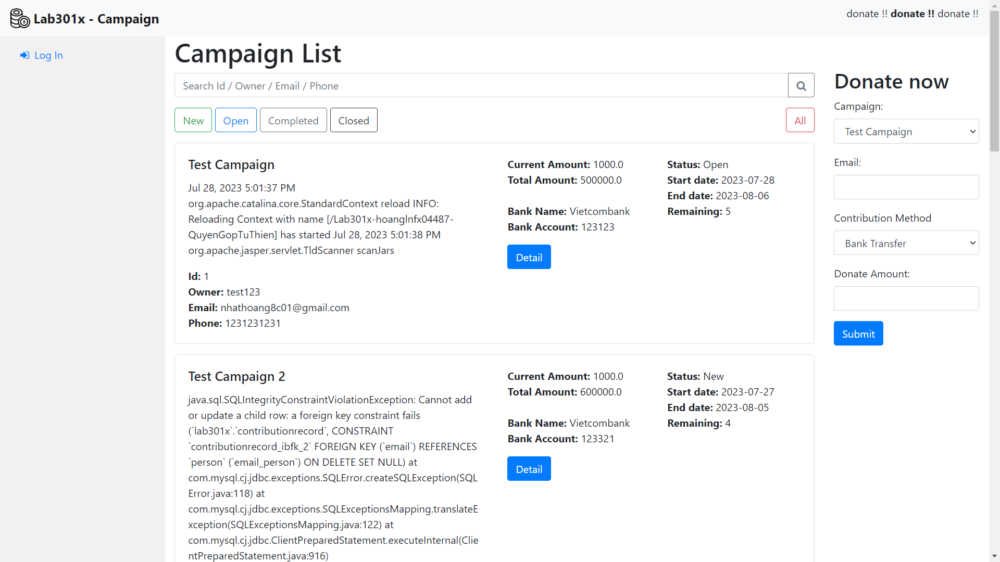 Lab301x - Campaign
donate !! donate !! donate !!
Log In
Campaign List
Search Id / Owner / Email / Phone
New
Open
Completed
Closed
All
Test Campaign
Jul 28, 2023 5:01:37 PM
org.apache.catalina.core.StandardContext reload INFO:
Reloading Context with name [/Lab301x-hoanglnfx04487-
QuyenGopTuThien] has started Jul 28, 2023 5:01:38 PM
org.apache.jasper.servlet.TldScanner scanJars
Id: 1
Owner: test123
Email: nhathoang8c01@gmail.com
Phone: 1231231231
Current Amount: 1000.0
Total Amount: 500000.0
Bank Name: Vietcombank
Bank Account: 123123
Detail
Status: Open
Start date: 2023-07-28
End date: 2023-08-06
Remaining: 5
Test Campaign 2
java.sql.SQLIntegrityConstraintViolationException: Cannot add
or update a child row: a foreign key constraint fails
(`lab301x`.`contributionrecord`, CONSTRAINT
`contributionrecord_ibfk_2` FOREIGN KEY (`email`) REFERENCES
`person` (`email_person`) ON DELETE SET NULL) at
com.mysql.cj.jdbc.exceptions.SQLError.createSQLException(SQL
Error.java:118) at
com.mysql.cj.jdbc.exceptions.SQLExceptionsMapping.translateE
xception(SQLExceptionsMapping.java:122) at
com.mysql.cj.jdbc.ClientPreparedStatement.executeInternal(Clie
ntPreparedStatement.java:916)
Current Amount: 1000.0
Total Amount: 600000.0
Bank Name: Vietcombank
Bank Account: 123321
Detail
Status: New
Start date: 2023-07-27
End date: 2023-08-05
Remaining: 4
Donate now
Campaign:
Test Campaign
Email:
Contribution Method
Bank Transfer
Donate Amount:
Submit